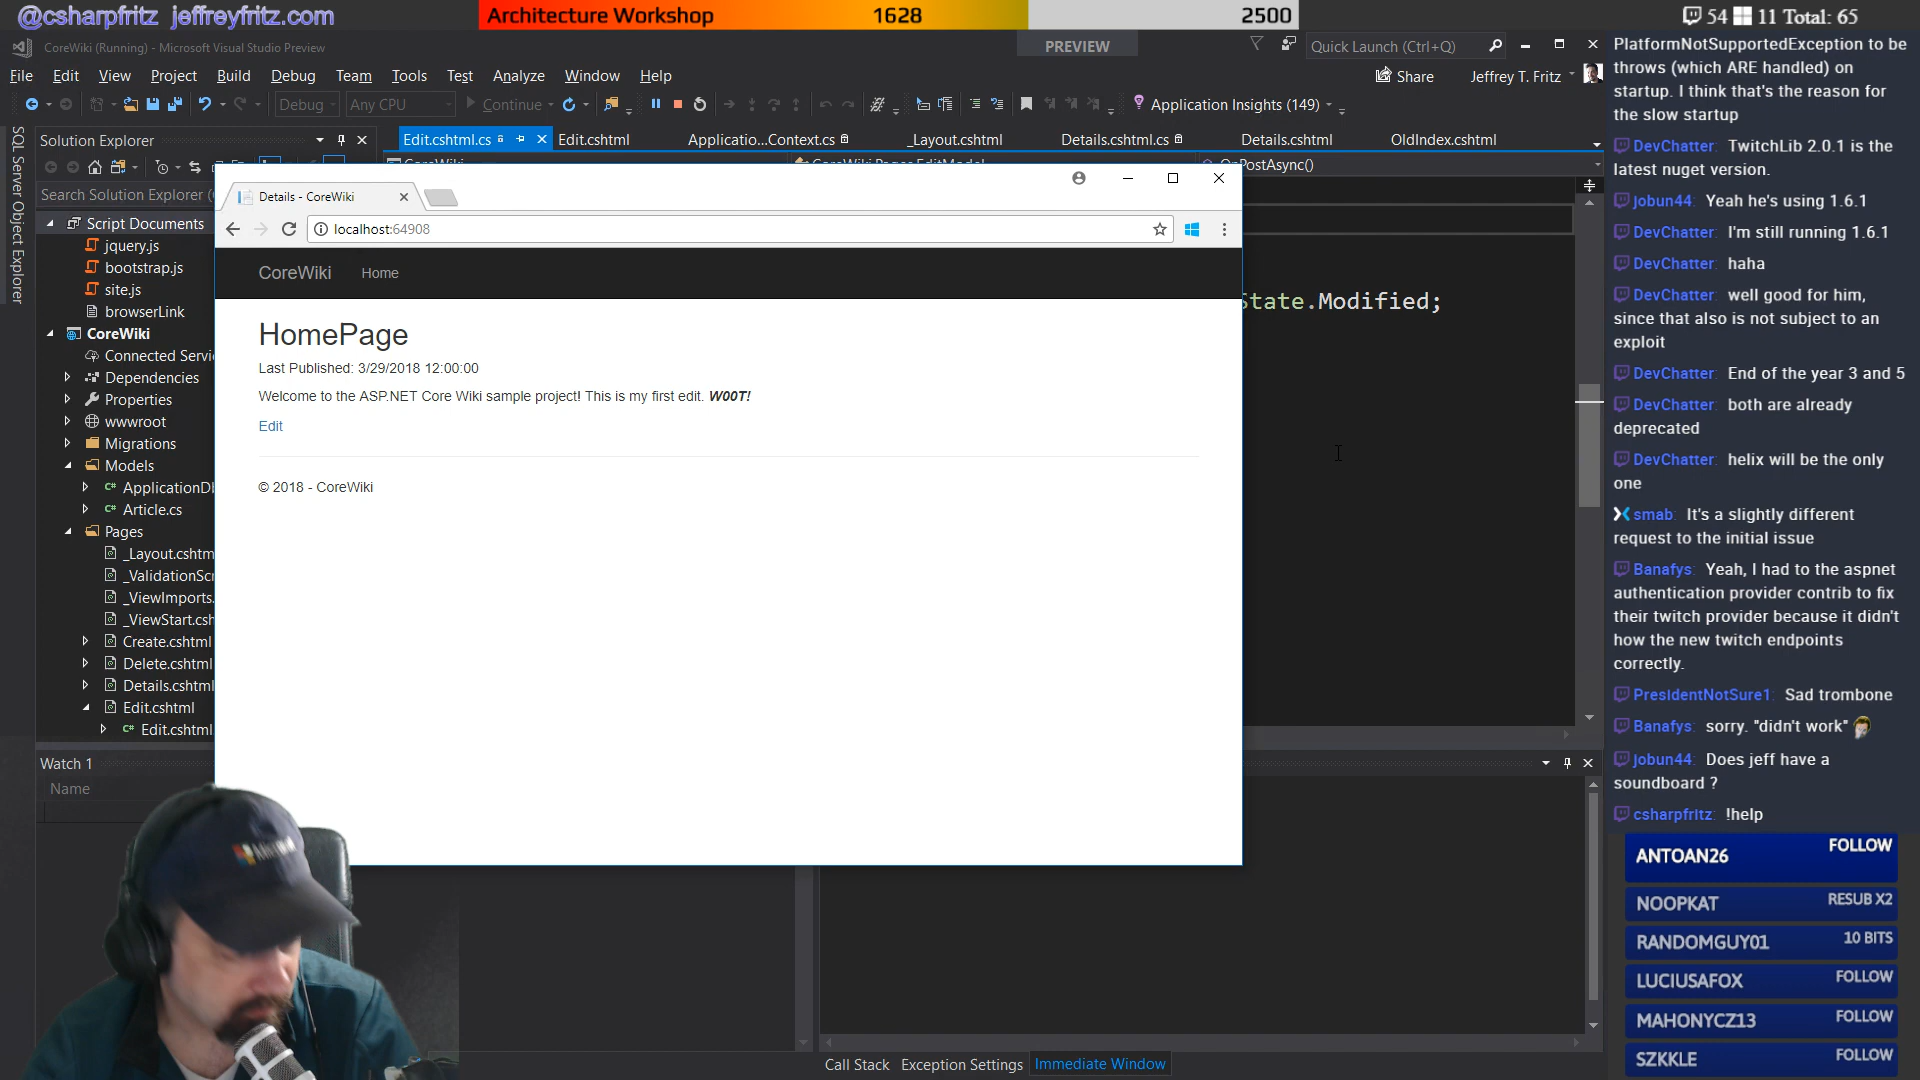 @csharpfritz jeffreyfritz.com
Architecture Workshop 1628 2500
54 11 Total: 65
CoreWiki (Running) - Microsoft Visual Studio Preview
PREVIEW
Quick Launch (Ctrl+Q)
File Edit View Project Build Debug Team Tools Test Analyze Window Help
Share Jeffrey T. Fritz
Debug Any CPU Continue Application Insights (149)
SQL Server Object Explorer
Solution Explorer
Edit.cshtml.cs Edit.cshtml Applicatio...Context.cs _Layout.cshtml Details.cshtml.cs Details.cshtml OldIndex.cshtml
OnPostAsync()
Search Solution Explorer (
Script Documents
jquery.js
bootstrap.js
site.js
browserLink
CoreWiki
Connected Servi
Dependencies
Properties
wwwroot
Migrations
Models
ApplicationDb
Article.cs
Pages
_Layout.cshtm
_ValidationScr
_ViewImports.
_ViewStart.csh
Create.cshtml
Delete.cshtml
Details.cshtml
Edit.cshtml
Edit.cshtml
Details - CoreWiki
localhost:64908
CoreWiki Home
HomePage
Last Published: 3/29/2018 12:00:00
Welcome to the ASP.NET Core Wiki sample project! This is my first edit. W00T!
Edit
© 2018 - CoreWiki
State.Modified;
Watch 1
Name
Call Stack Exception Settings Immediate Window
PlatformNotSupportedException to be
throws (which ARE handled) on
startup. I think that's the reason for
the slow startup
DevChatter: TwitchLib 2.0.1 is the
latest nuget version.
Jobun44: Yeah he's using 1.6.1
DevChatter: I'm still running 1.6.1
DevChatter: haha
DevChatter: well good for him,
since that also is not subject to an
exploit
DevChatter: End of the year 3 and 5
DevChatter: both are already
deprecated
DevChatter: helix will be the only
one
smab: It's a slightly different
request to the initial issue
Banafys: Yeah, I had to the aspnet
authentication provider contrib to fix
their twitch provider because it didn't
how the new twitch endpoints
correctly.
PresidentNotSure1: Sad trombone
Banafys: sorry. "didn't work"
Jobun44: Does jeff have a
soundboard ?
csharpfritz: !help
ANTOAN26 FOLLOW
NOOPKAT RESUB X2
RANDOMGUY01 10 BITS
LUCIUSAFOX FOLLOW
MAHONYCZ13 FOLLOW
SZKKLE FOLLOW